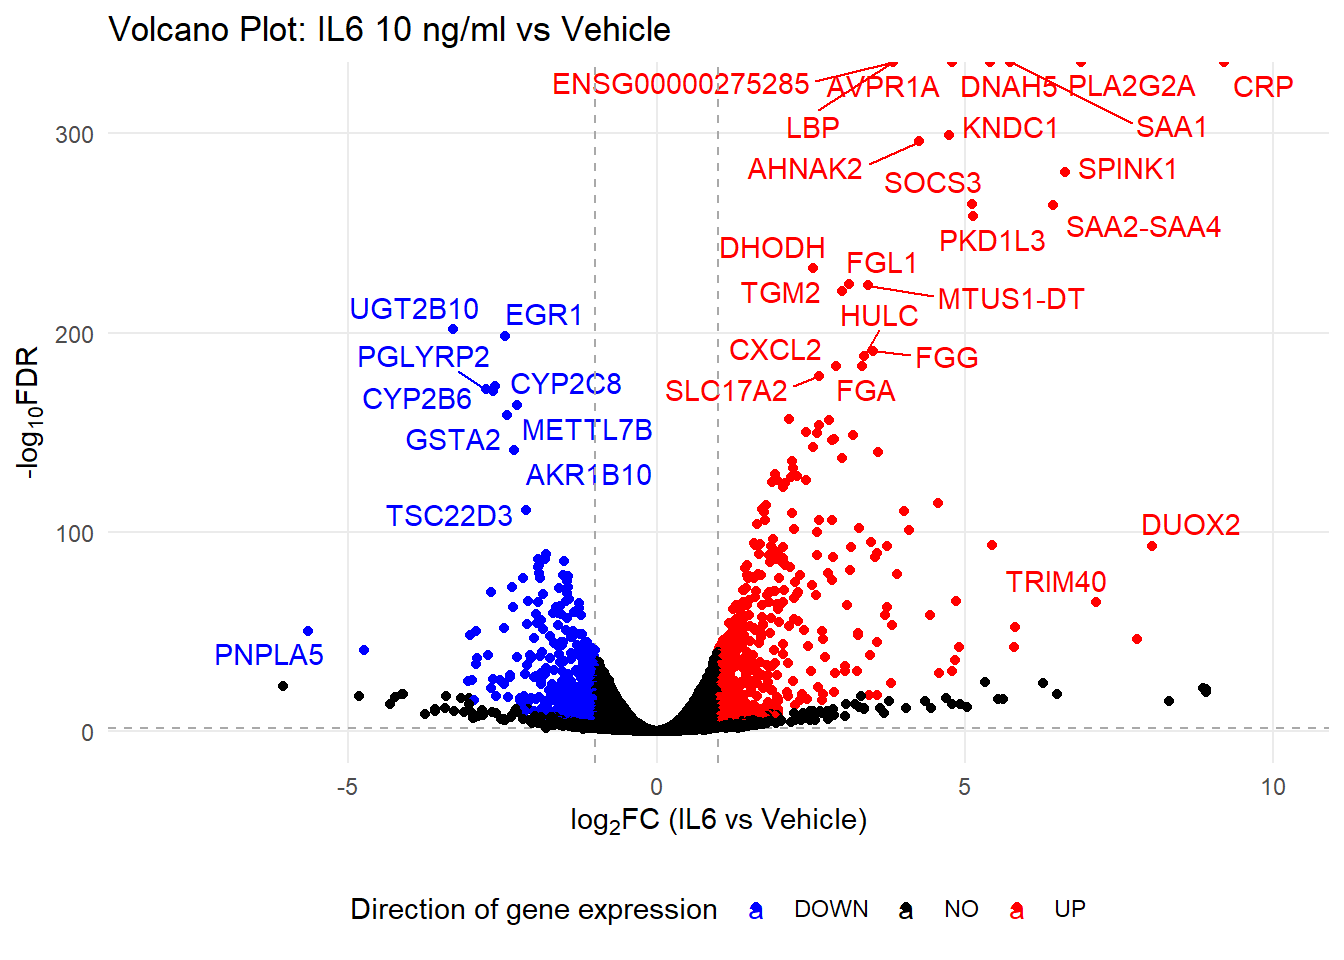 Volcano Plot: IL6 10 ng/ml vs Vehicle
ENSG00000275285
AVPR1A
DNAH5
PLA2G2A
CRP
LBP
KNDC1
SAA1
AHNAK2
SOCS3
SPINK1
PKD1L3
SAA2-SAA4
DHODH
FGL1
TGM2
MTUS1-DT
HULC
UGT2B10
EGR1
CXCL2
FGG
PGLYRP2
CYP2C8
SLC17A2
FGA
CYP2B6
METTL7B
GSTA2
AKR1B10
TSC22D3
DUOX2
TRIM40
PNPLA5
-log10FDR
300
200
100
0
-5
0
5
10
log2FC (IL6 vs Vehicle)
Direction of gene expression a DOWN a NO a UP